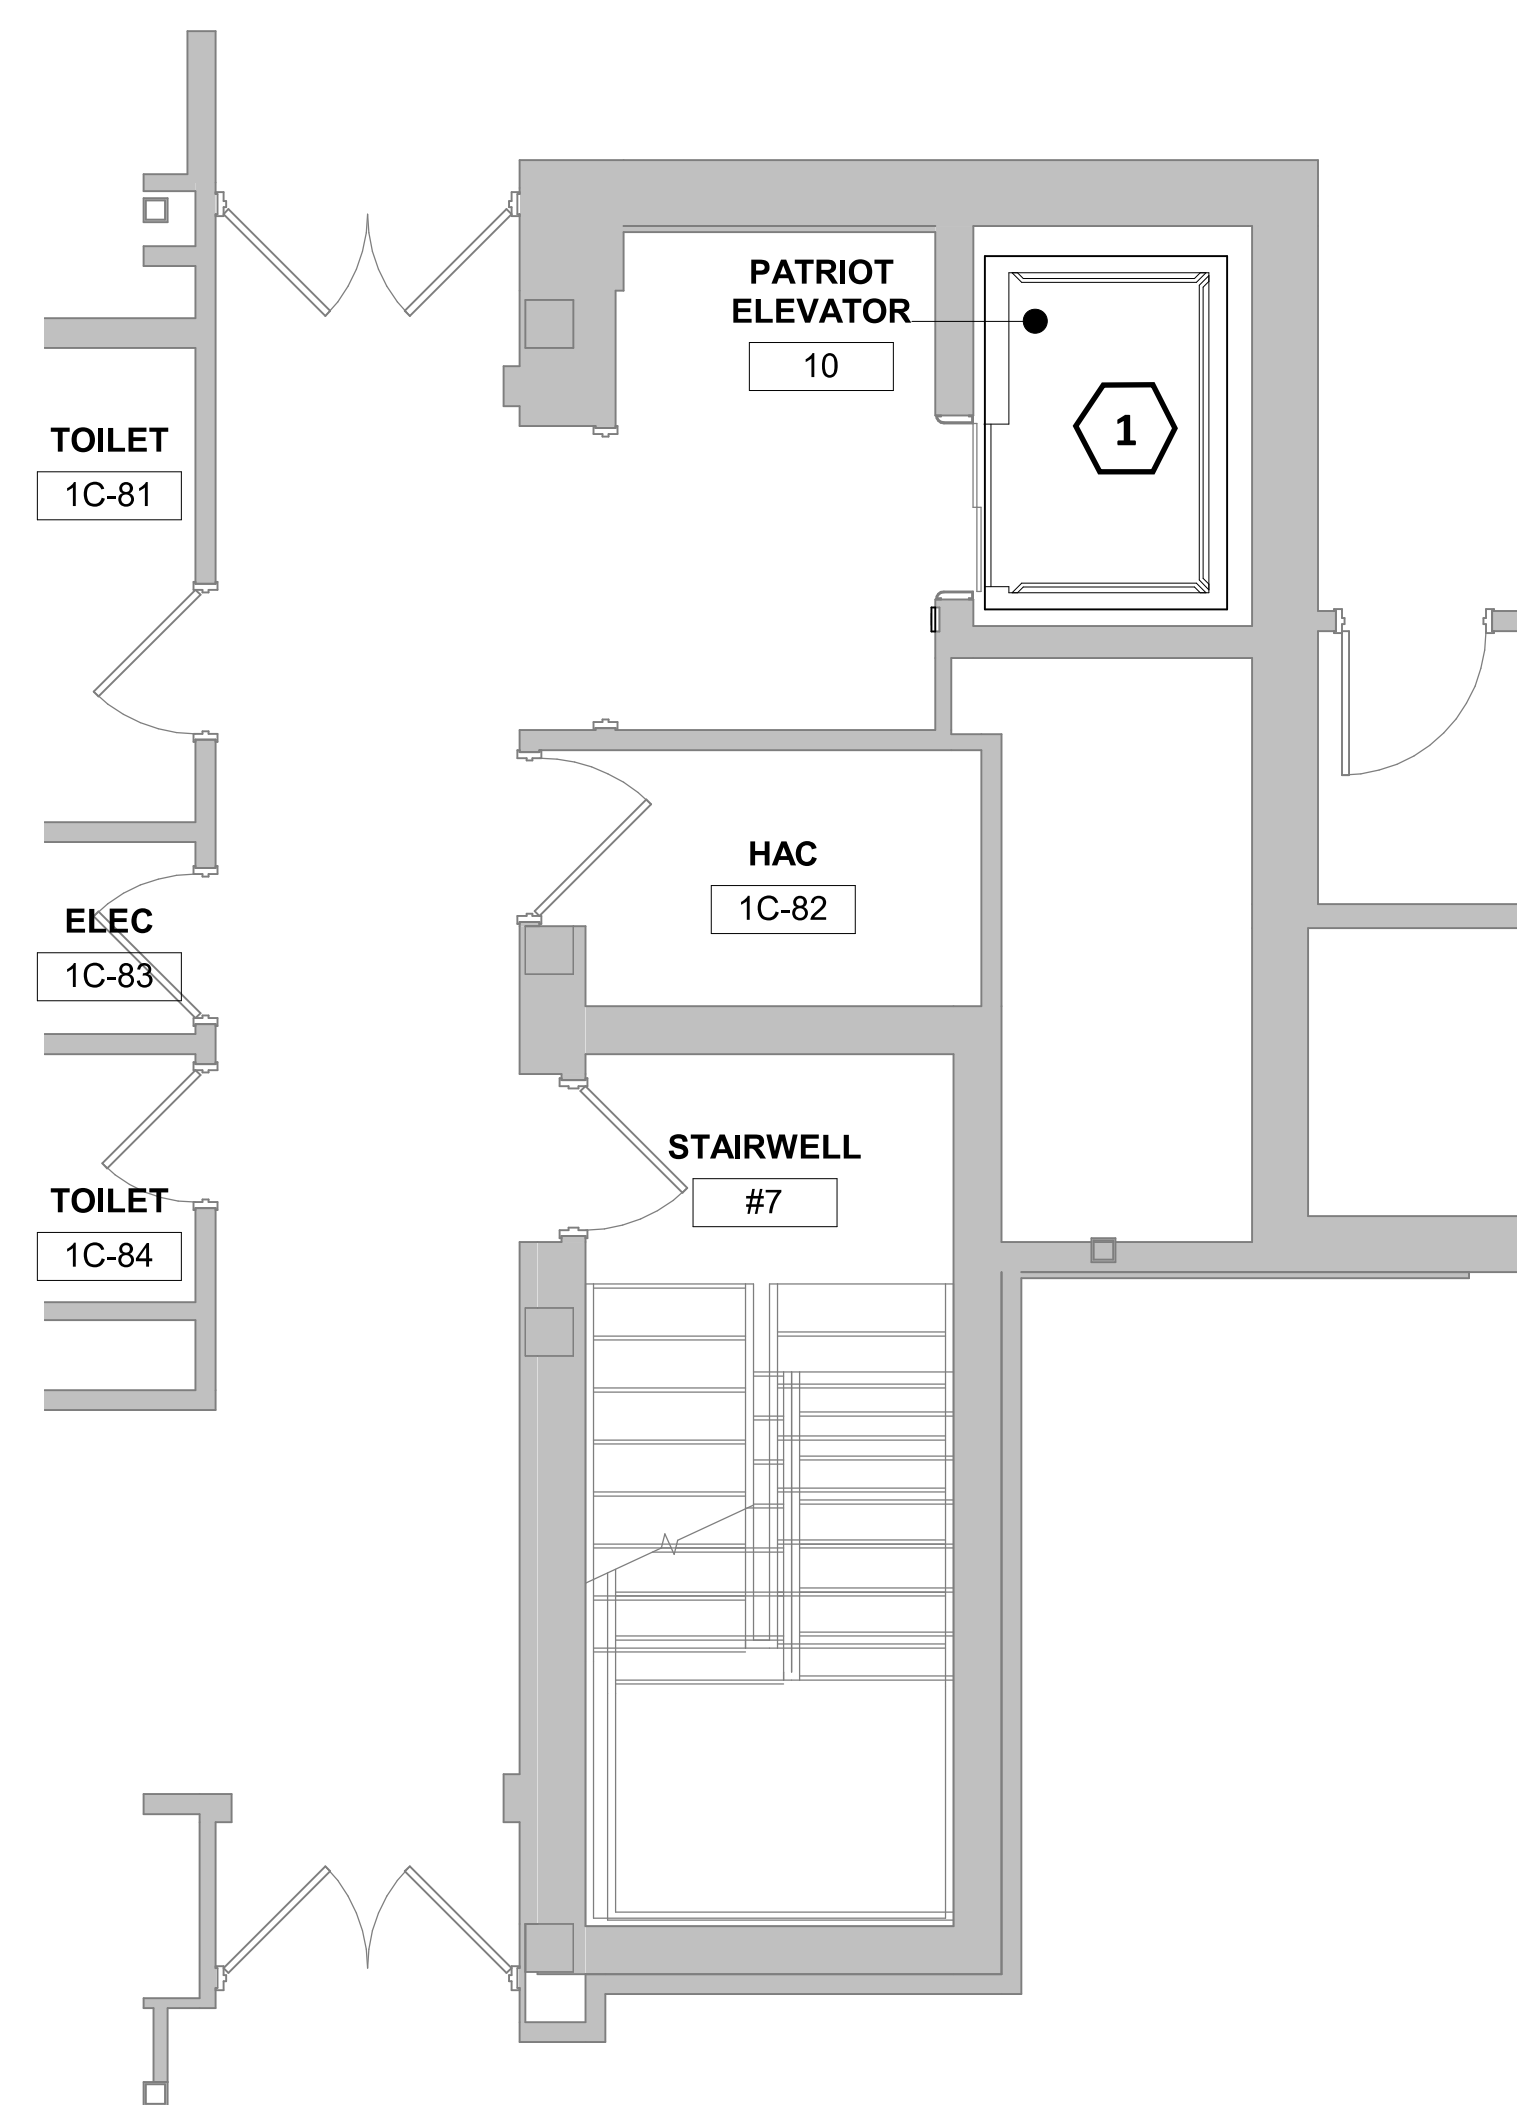 PATRIOT
ELEVATOR
10
1
TOILET
1C-81
HAC
1C-82
ELEC
1C-83
STAIRWELL
#7
TOILET
1C-84